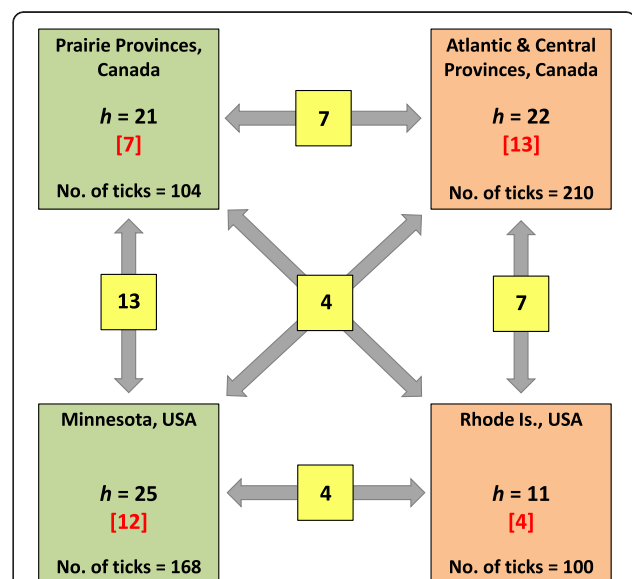 Prairie Provinces,
Canada
h = 21
[7]
No. of ticks = 104
7
Atlantic & Central
Provinces, Canada
h = 22
[13]
No. of ticks = 210
13
4
7
Minnesota, USA
h = 25
[12]
No. of ticks = 168
4
Rhode Is., USA
h = 11
[4]
No. of ticks = 100